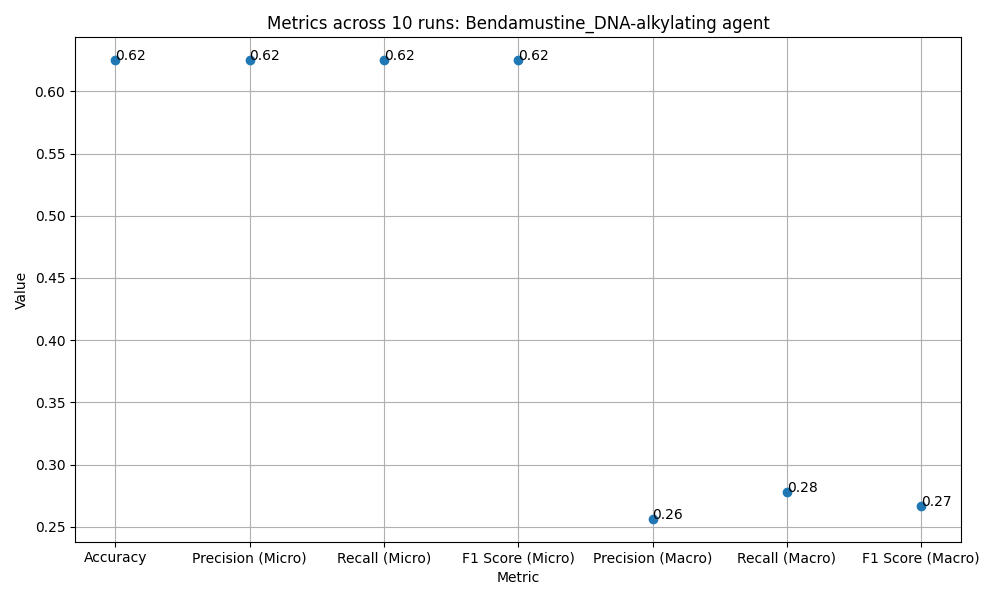 Metrics across 10 runs: Bendamustine_DNA-alkylating agent
0.62 0.62 0.62 0.62
0.60
0.55
0.50
0.45
0.40
0.35
0.30
0.28
0.27
0.26
0.25
Value
Accuracy Precision (Micro) Recall (Micro) F1 Score (Micro) Precision (Macro) Recall (Macro) F1 Score (Macro)
Metric